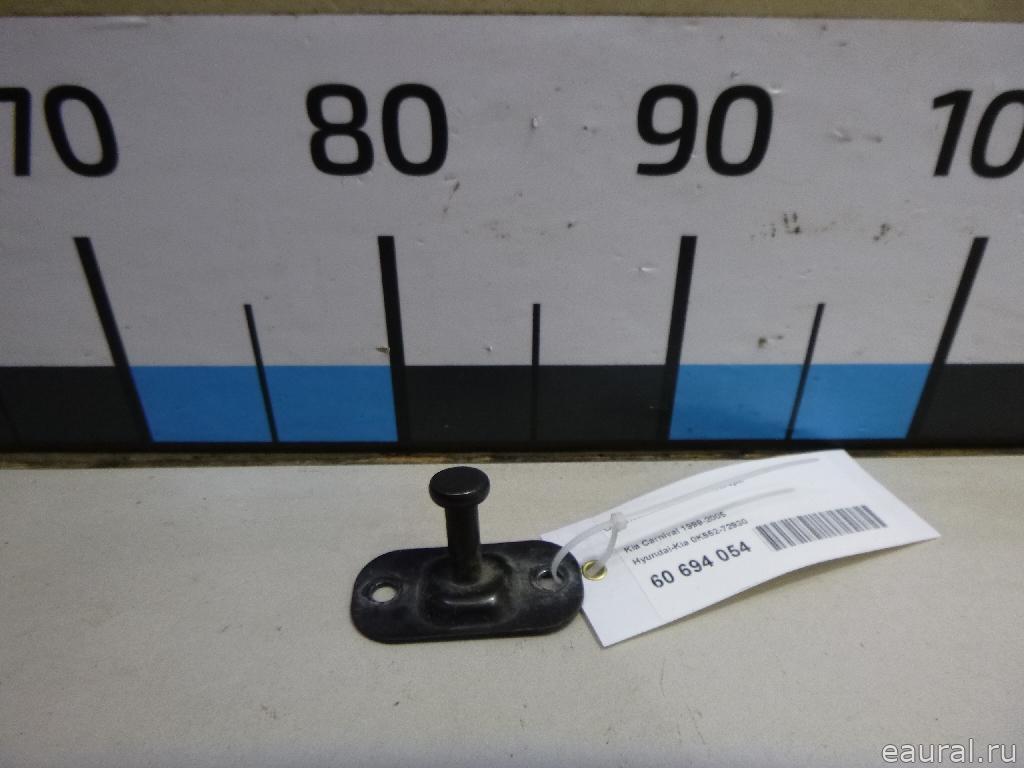 70 80 90 10
Kia Carnival 1999-2005
Hyundai-Kia 0K552-72930
60 694 054
eaural.ru